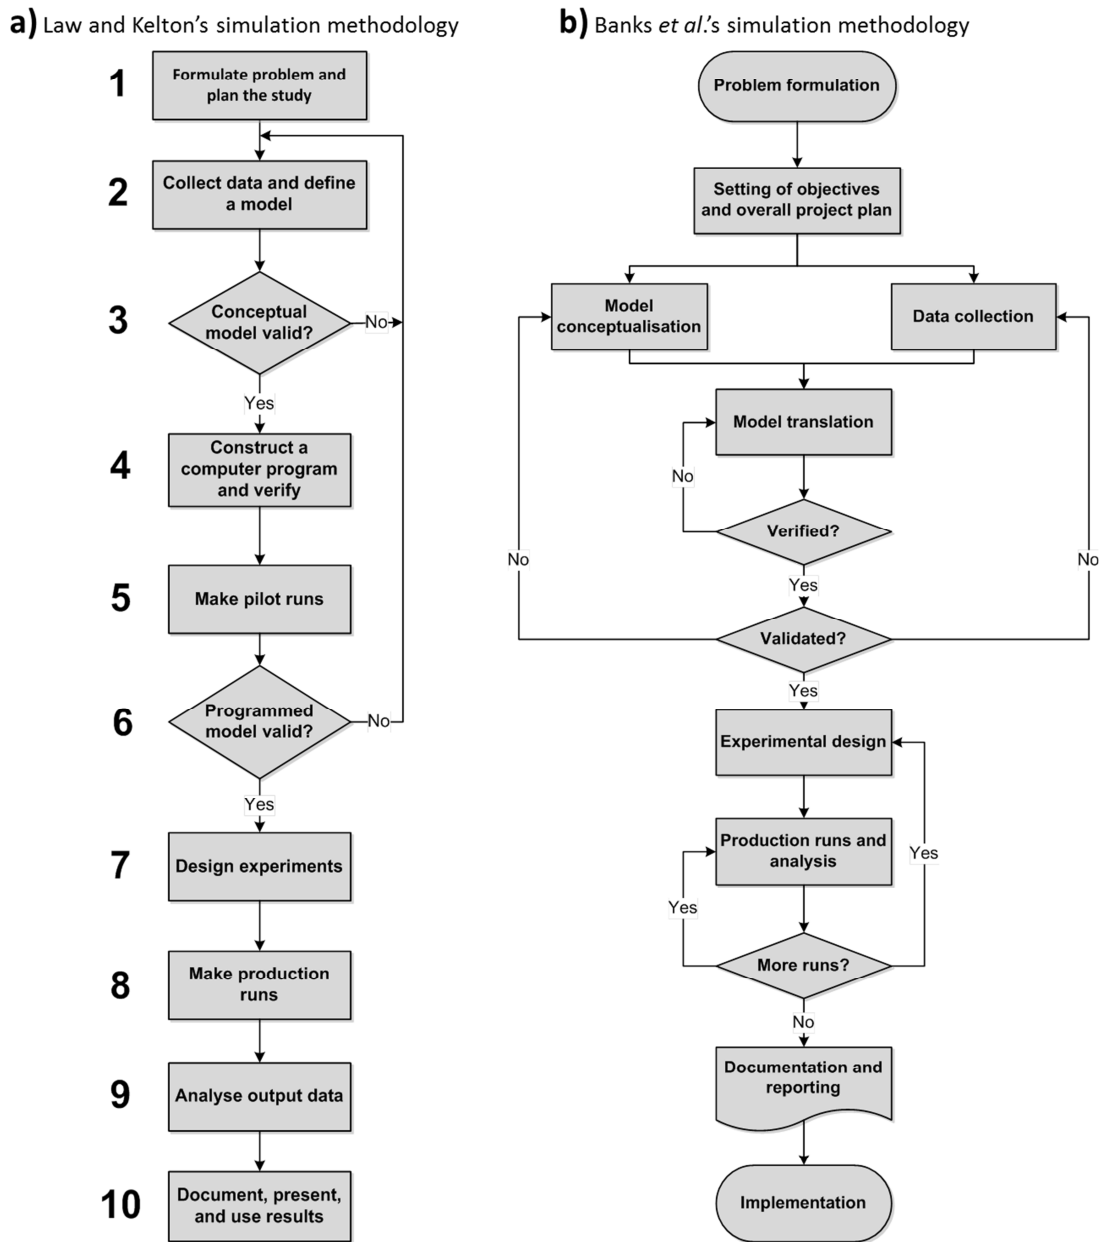 a) Law and Kelton's simulation methodology
1
Formulate problem and
plan the study
2
Collect data and define
a model
3
Conceptual
model valid?
No
Yes
4
Construct a
computer program
and verify
5
Make pilot runs
6
Programmed
model valid?
No
Yes
7
Design experiments
8
Make production
runs
9
Analyse output data
10
Document, present,
and use results
b) Banks et al.'s simulation methodology
Problem formulation
Setting of objectives
and overall project plan
Model
conceptualisation
Data collection
Model translation
No
Verified?
No
No
Yes
Validated?
Yes
Experimental design
Production runs and
analysis
Yes
Yes
More runs?
No
Documentation and
reporting
Implementation